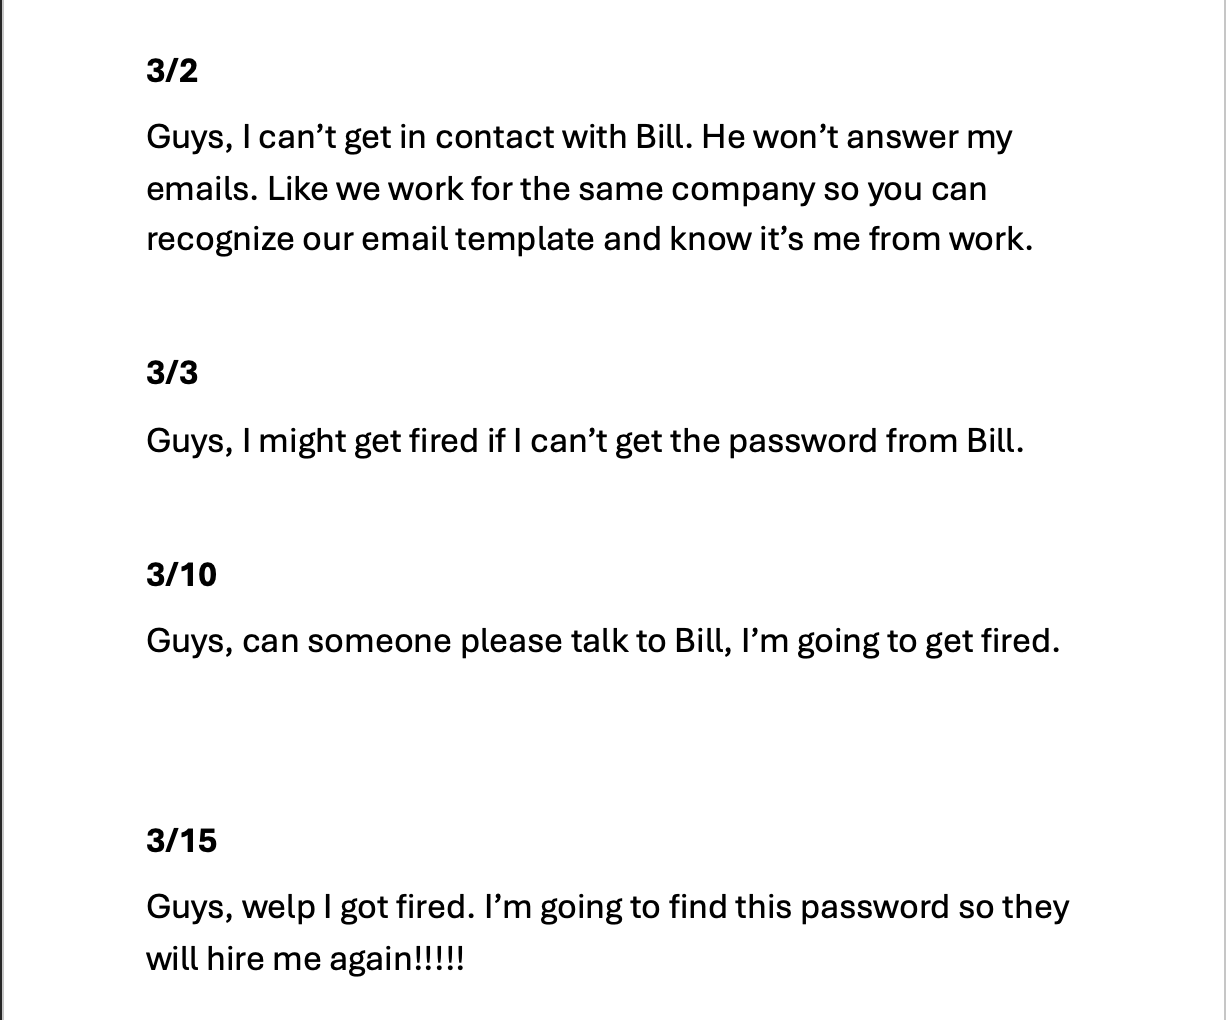 3/2
Guys, I can’t get in contact with Bill. He won’t answer my
emails. Like we work for the same company so you can
recognize our email template and know it’s me from work.
3/3
Guys, I might get fired if I can’t get the password from Bill.
3/10
Guys, can someone please talk to Bill, I’m going to get fired.
3/15
Guys, welp I got fired. I’m going to find this password so they
will hire me again!!!!!